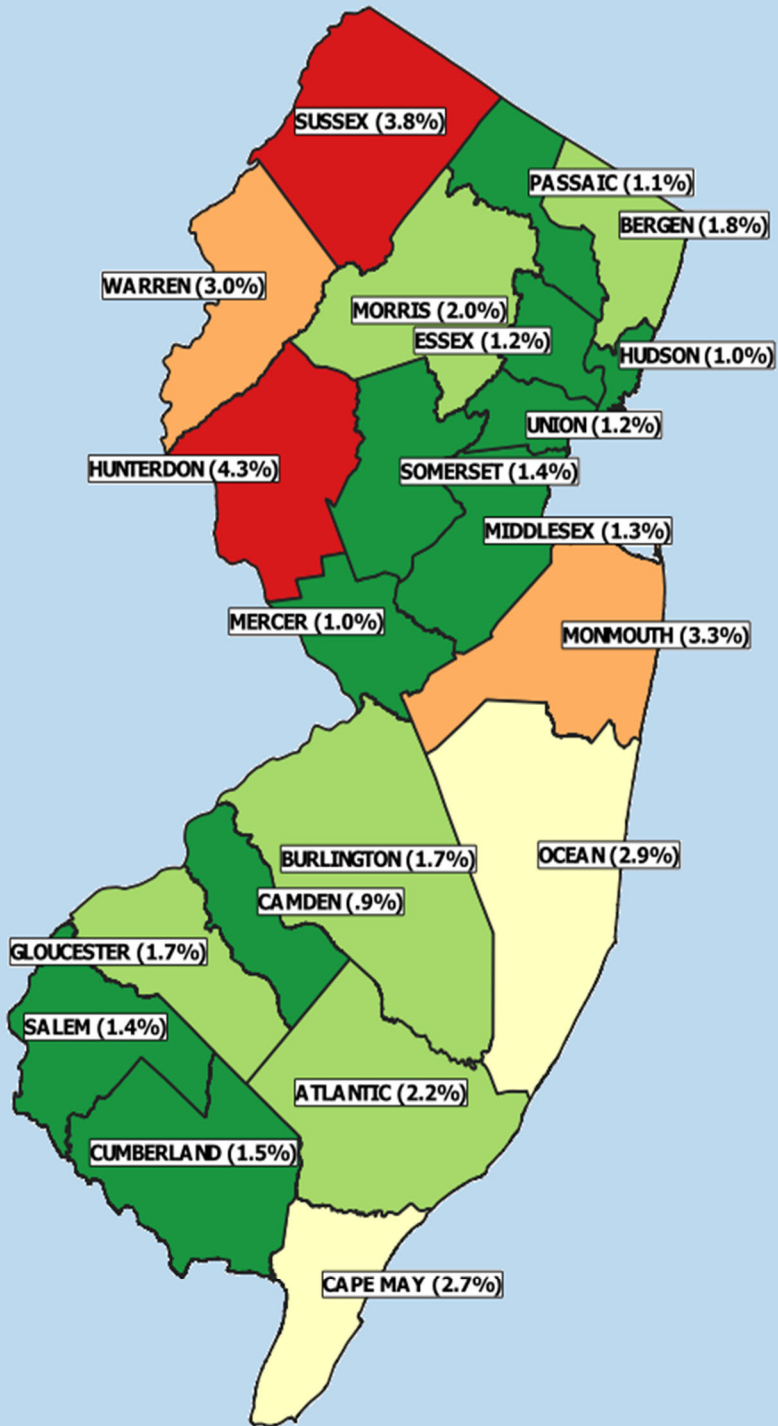 SUSSEX (3.8%)
PASSAIC (1.1%)
BERGEN (1.8%)
WARREN (3.0%)
MORRIS (2.0%)
ESSEX (1.2%)
HUDSON (1.0%)
UNION (1.2%)
HUNTERDON (4.3%)
SOMERSET (1.4%)
MIDDLESEX (1.3%)
MERCER (1.0%)
MONMOUTH (3.3%)
BURLINGTON (1.7%)
OCEAN (2.9%)
CAMDEN (.9%)
GLOUCESTER (1.7%)
SALEM (1.4%)
ATLANTIC (2.2%)
CUMBERLAND (1.5%)
CAPE MAY (2.7%)